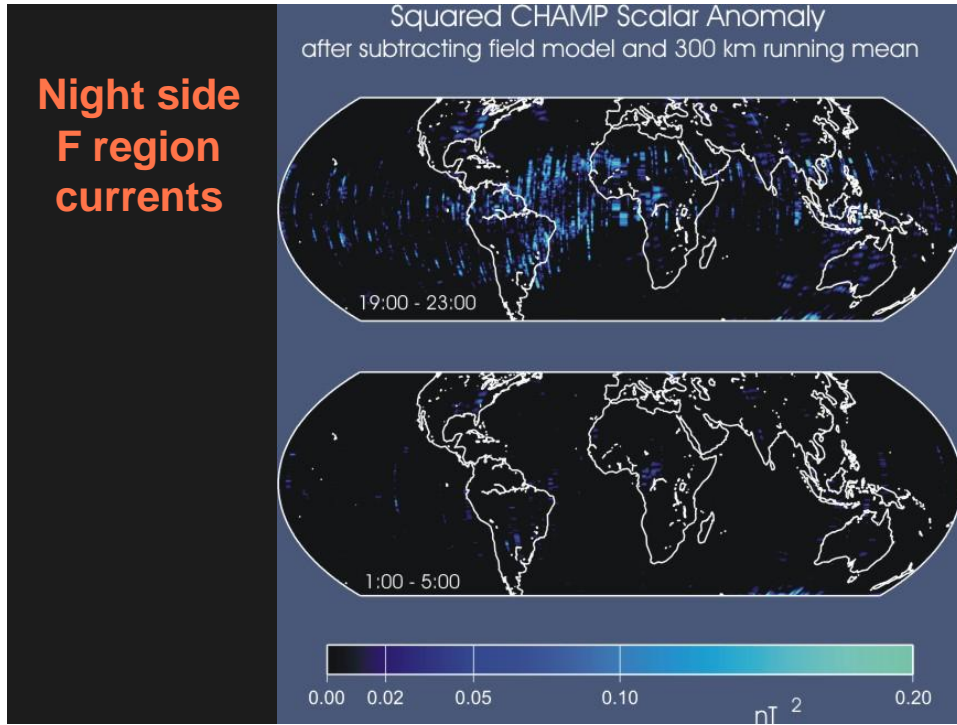 Night side
F region
currents
Squared CHAMP Scalar Anomaly
after subtracting field model and 300 km running mean
19:00 - 23:00
1:00 - 5:00
0.00 0.02 0.05 0.10 0.20
nT 2